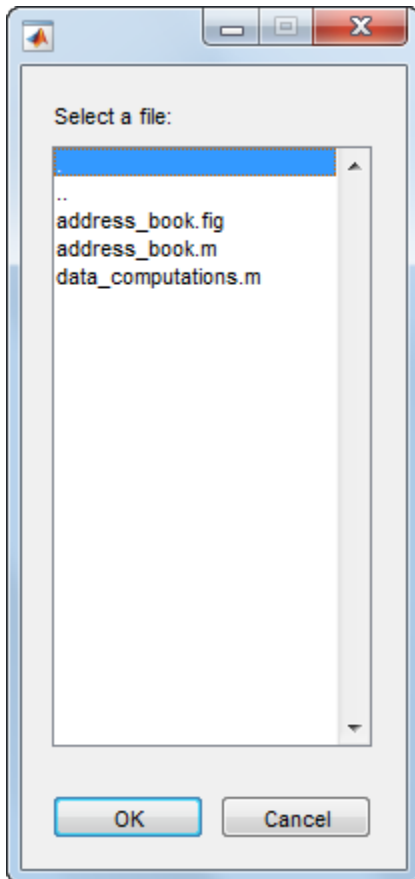 Select a file:
.
..
address_book.fig
address_book.m
data_computations.m
OK
Cancel